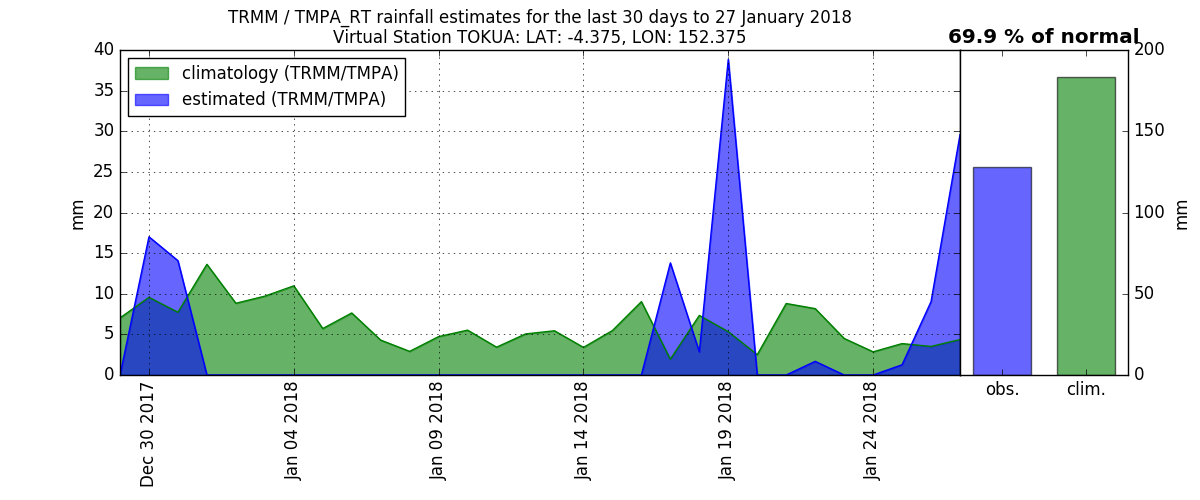 TRMM / TMPA_RT rainfall estimates for the last 30 days to 27 January 2018
Virtual Station TOKUA: LAT: -4.375, LON: 152.375
69.9 % of normal
climatology (TRMM/TMPA)
estimated (TRMM/TMPA)
40
35
30
25
20
15
10
5
0
mm
Dec 30 2017
Jan 04 2018
Jan 09 2018
Jan 14 2018
Jan 19 2018
Jan 24 2018
obs.
clim.
200
150
100
50
0
mm